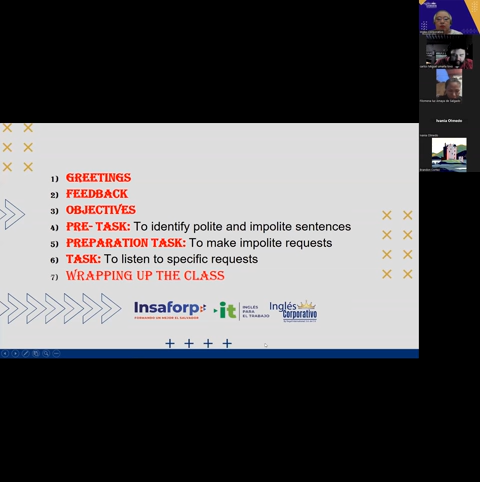 1) GREETINGS
2) FEEDBACK
3) OBJECTIVES
4) PRE- TASK: To identify polite and impolite sentences
5) PREPARATION TASK: To make impolite requests
6) TASK: To listen to specific requests
7) WRAPPING UP THE CLASS
Insaforp
it
INGLÉS
PARA
EL TRABAJO
Inglés
Corporativo
Ivania Olmedo